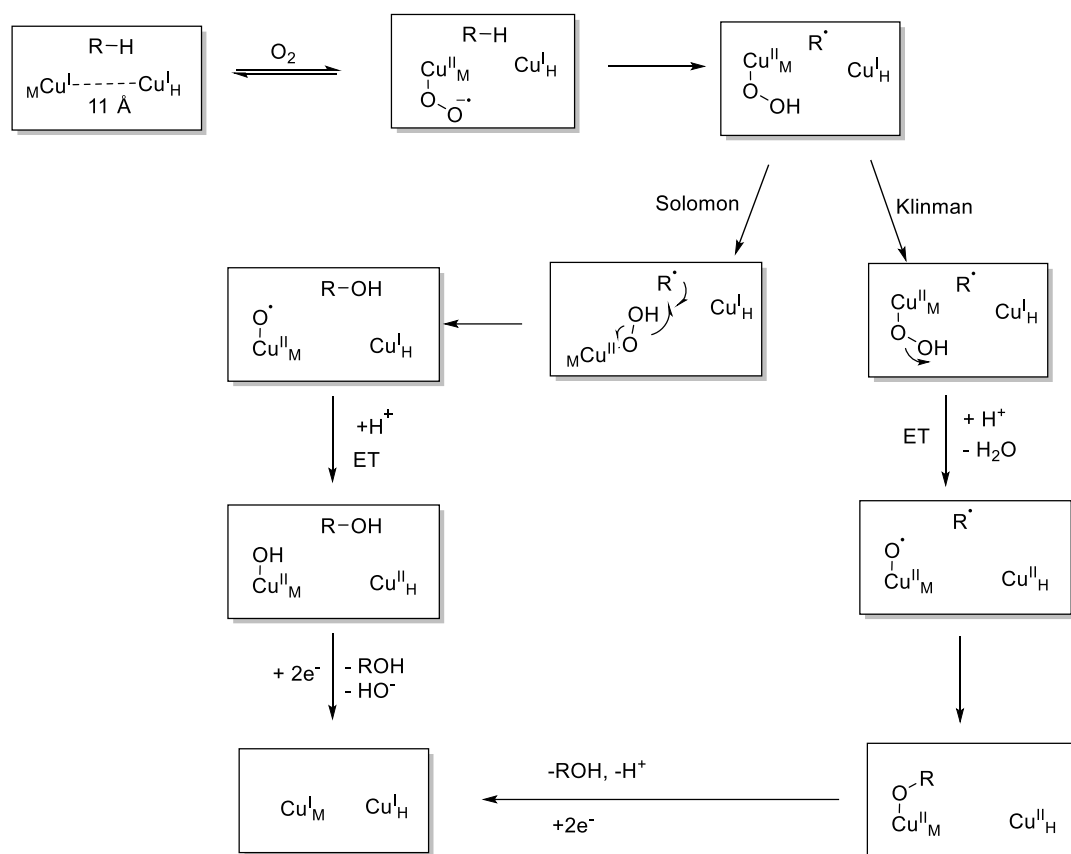 R–H
MCuI-----CuIH
11 Å
O2
R–H
CuIIM
CuIH
O
O−•
R•
CuIIM
CuIH
O
OH
Solomon
Klinman
R–OH
O•
CuIIM
CuIH
R•
OH
CuIH
MCuII
O
R•
CuIIM
CuIH
O
OH
+H+
ET
ET
+ H+
- H2O
R–OH
OH
CuIIM
CuIIH
R•
O•
CuIIM
CuIIH
+ 2e-
- ROH
- HO-
CuIM
CuIH
-ROH, -H+
+2e-
O–R
CuIIM
CuIIH